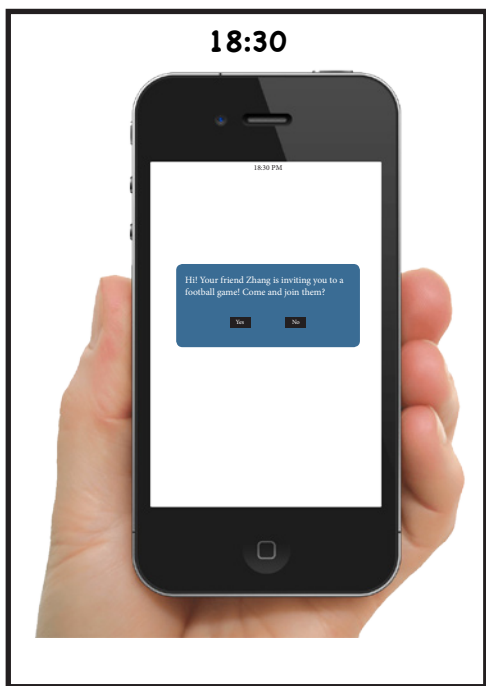 18:30
18:30 PM
Hi! Your friend Zhang is inviting you to a
football game! Come and join them?
Yes
No